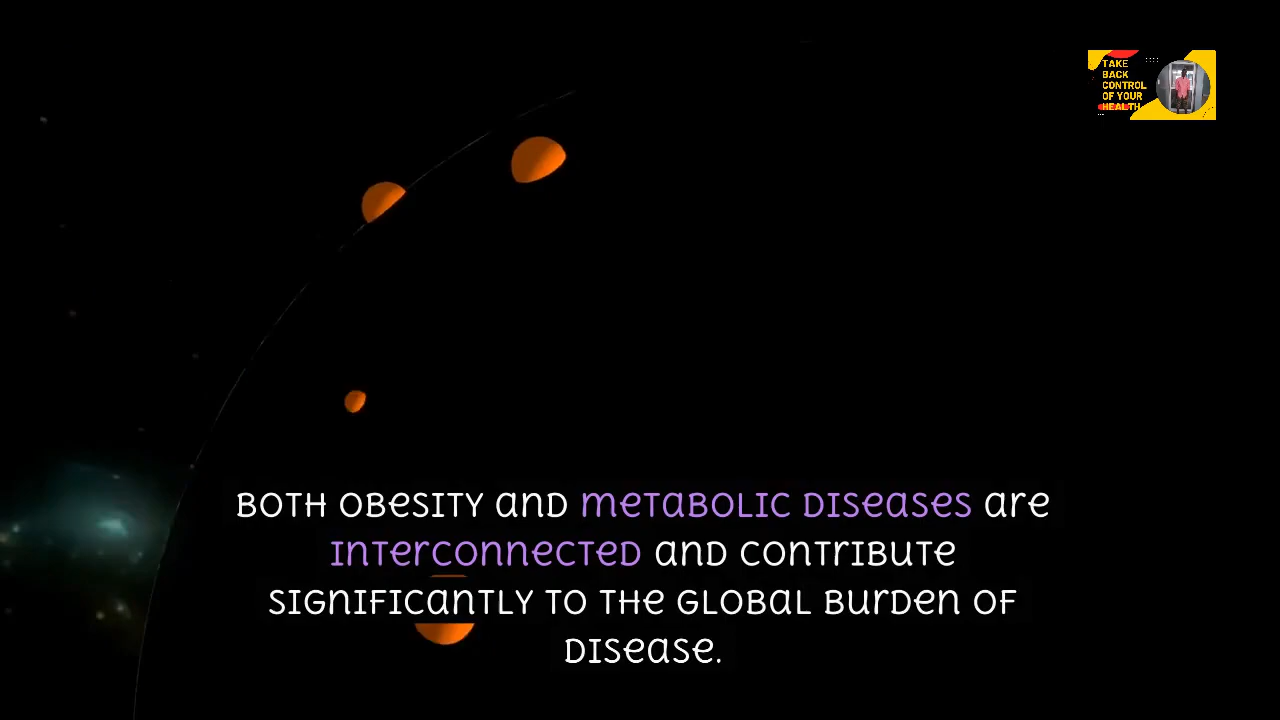 TAKE
BACK
CONTROL
OF YOUR
HEALTH
BOTH OBESITY AND METABOLIC DISEASES ARE
INTERCONNECTED AND CONTRIBUTE
SIGNIFICANTLY TO THE GLOBAL BURDEN OF
DISEASE.